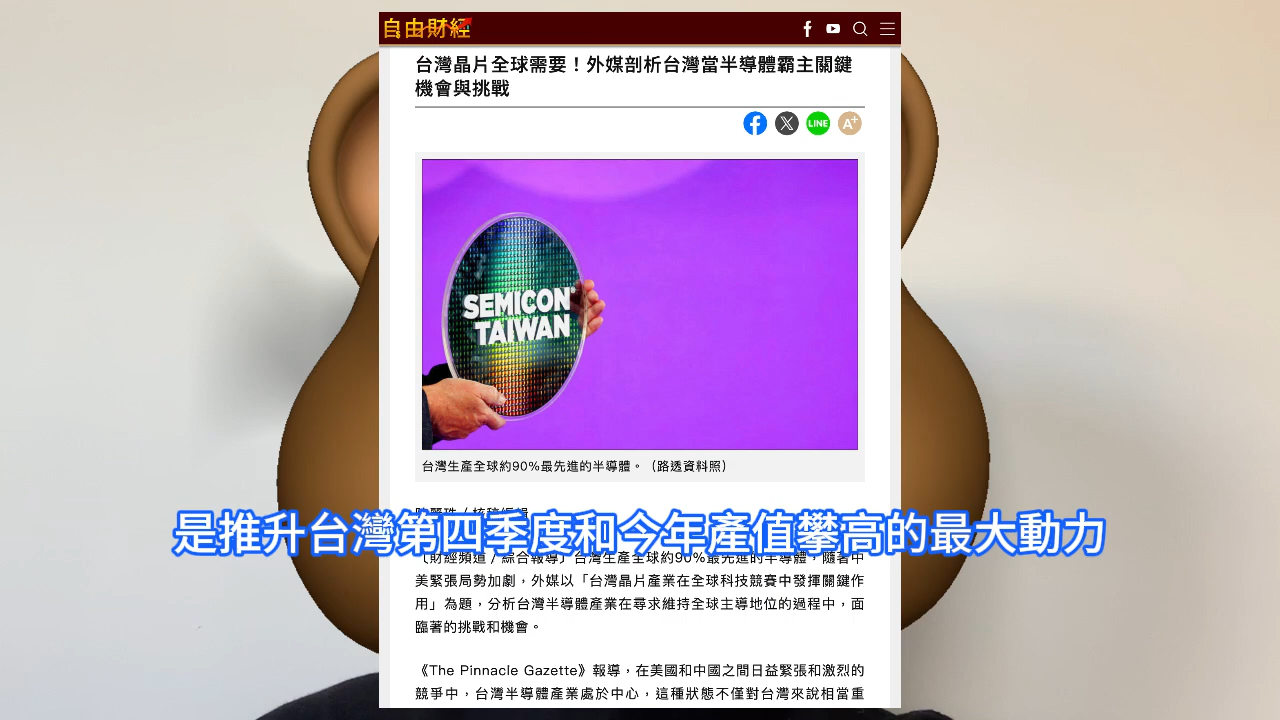 自由財經
台灣晶片全球需要！外媒剖析台灣當半導體霸主關鍵
機會與挑戰
LINE
A+
SEMICON
TAIWAN
台灣生產全球約90%最先進的半導體。（路透資料照）
是推升台灣第四季度和今年產值攀高的最大動力
〔財經頻道／綜合報導〕台灣生產全球約90%最先進的半導體，隨著中
美緊張局勢加劇，外媒以「台灣晶片產業在全球科技競賽中發揮關鍵作
用」為題，分析台灣半導體產業在尋求維持全球主導地位的過程中，面
臨著的挑戰和機會。
《The Pinnacle Gazette》報導，在美國和中國之間日益緊張和激烈的
競爭中，台灣半導體產業處於中心，這種狀態不僅對台灣來說相當重